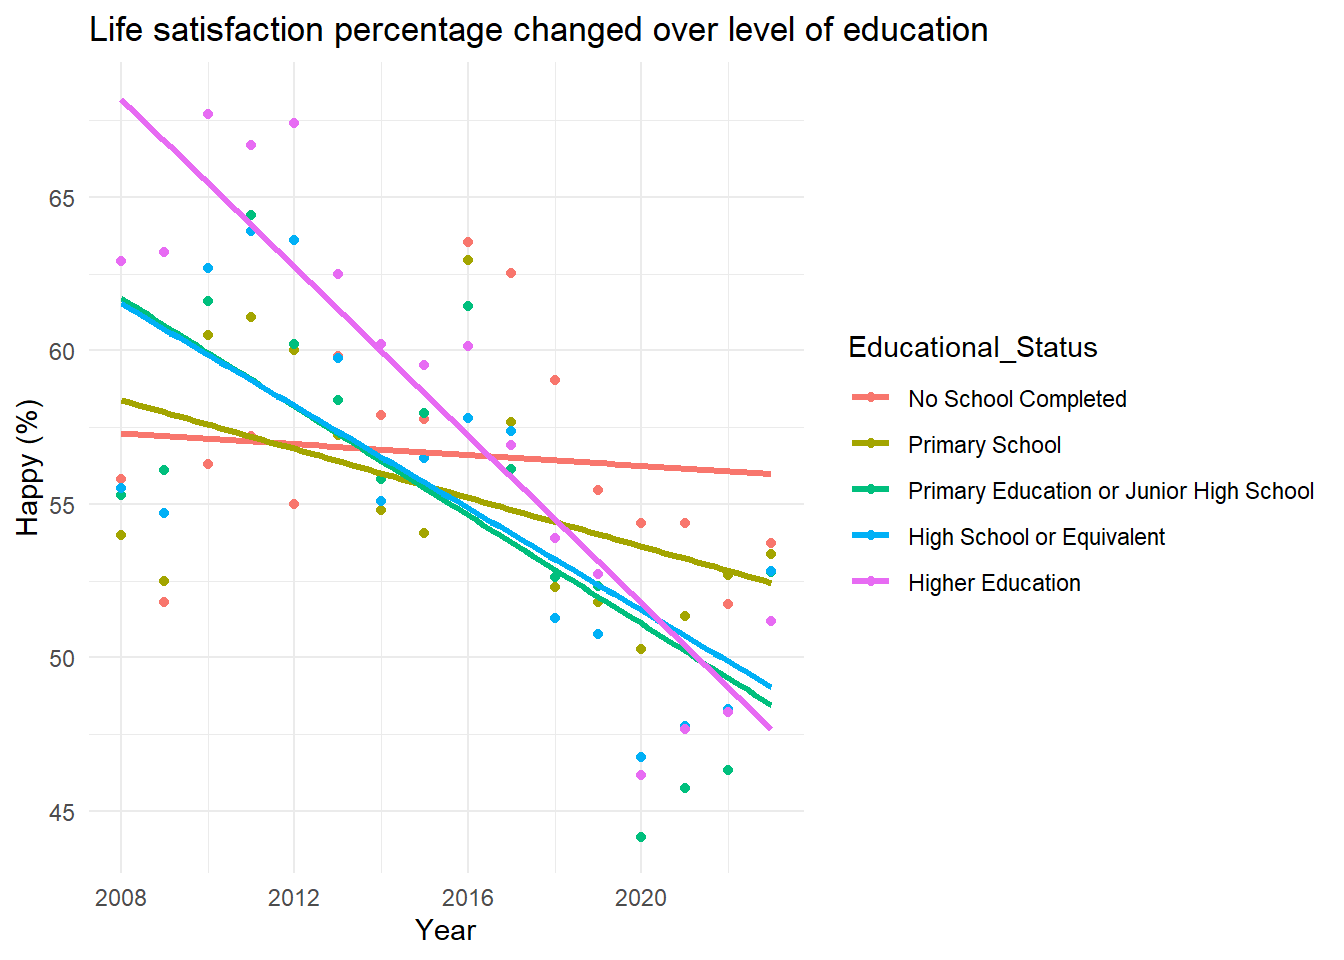 Life satisfaction percentage changed over level of education
Happy (%)
65
60
55
50
45
2008
2012
2016
2020
Year
Educational_Status
No School Completed
Primary School
Primary Education or Junior High School
High School or Equivalent
Higher Education